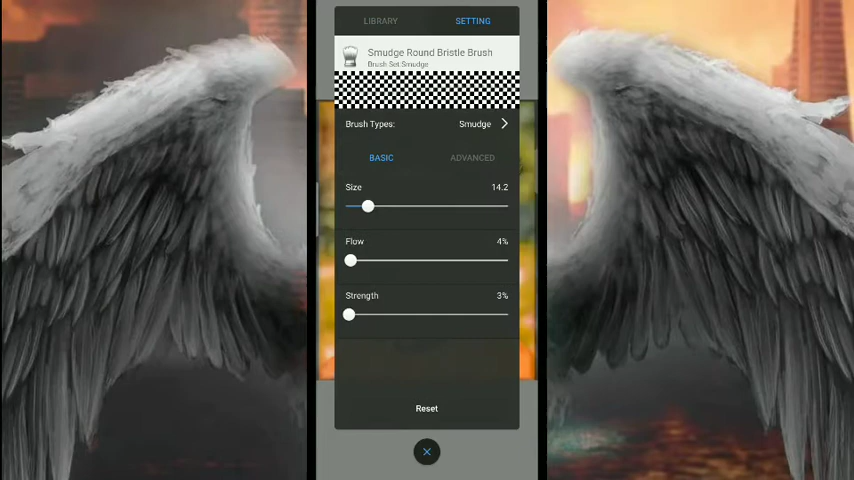 LIBRARY SETTING
Smudge Round Bristle Brush
Brush Set:Smudge
Brush Types: Smudge
BASIC ADVANCED
Size 14.2
Flow 4%
Strength 3%
Reset